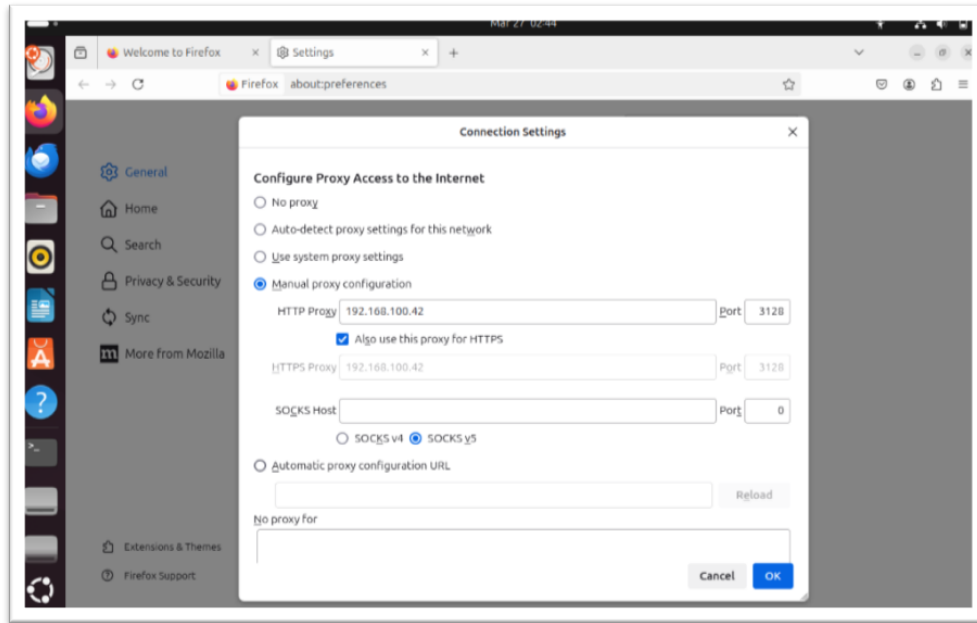 Mar 27 02:44
Welcome to Firefox
Settings
Firefox about:preferences
Connection Settings
General
Configure Proxy Access to the Internet
No proxy
Home
Auto-detect proxy settings for this network
Search
Use system proxy settings
Privacy & Security
Manual proxy configuration
HTTP Proxy 192.168.100.42 Port 3128
Sync
Also use this proxy for HTTPS
More from Mozilla
HTTPS Proxy 192.168.100.42 Port 3128
SOCKS Host Port 0
SOCKS v4 SOCKS v5
Automatic proxy configuration URL
Reload
No proxy for
Extensions & Themes
Firefox Support
Cancel OK